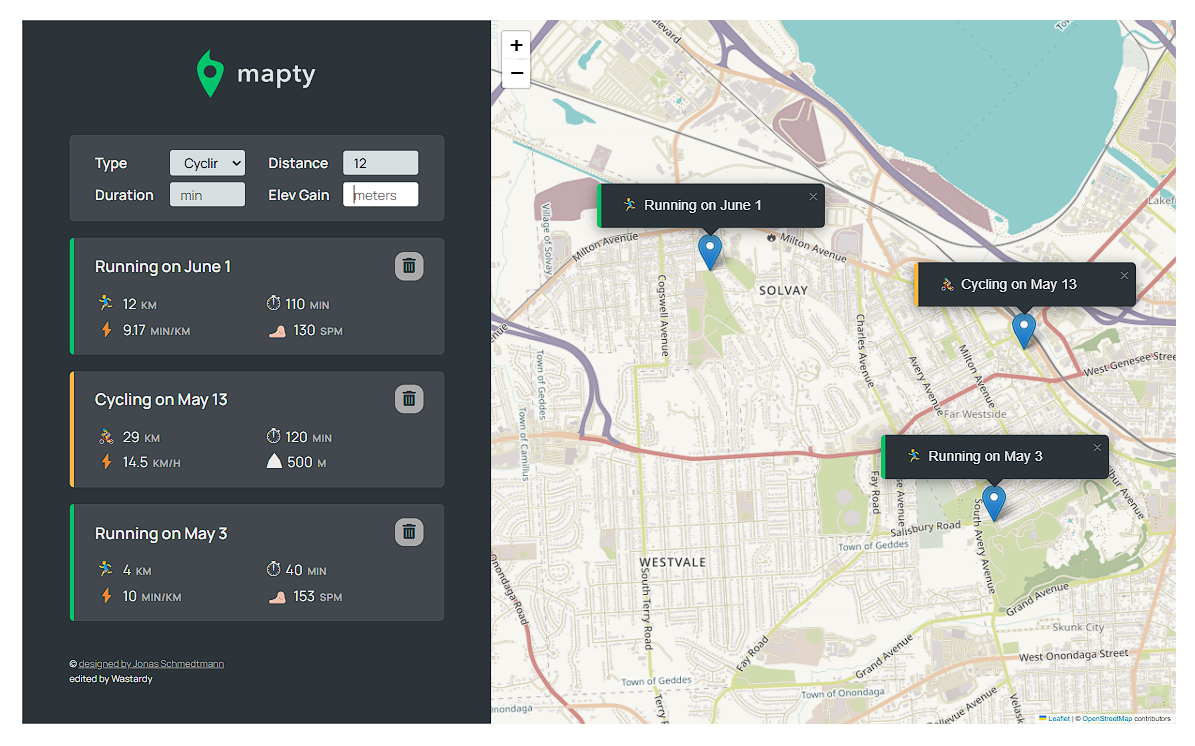 mapty
Type Cyclir Distance 12
Duration min Elev Gain meters
Running on June 1
12 KM 110 MIN
9.17 MIN/KM 130 SPM
Cycling on May 13
29 KM 120 MIN
14.5 KM/H 500 M
Running on May 3
4 KM 40 MIN
10 MIN/KM 153 SPM
© designed by Jonas Schmedtmann
edited by Wastardy
+
−
Running on June 1 ×
Cycling on May 13 ×
Running on May 3 ×
Village of Solvay
Milton Avenue
Milton Avenue
SOLVAY
Cogswell Avenue
Charles Avenue
Avery Avenue
Milton Avenue
West Genesee Stree
Far Westside
Town of Geddes
Town of Camillus
Fay Road
South Avery Avenue
Salisbury Road
Town of Geddes
WESTVALE
South Terry Road
Onondaga Road
Grand Avenue
Skunk City
West Onondaga Street
Fay Road
Grand Avenue
Town of Geddes
Town of Onondaga
nondaga
Terry F
llevue Avenue
Velask
Lakef
Leaflet | © OpenStreetMap contributors